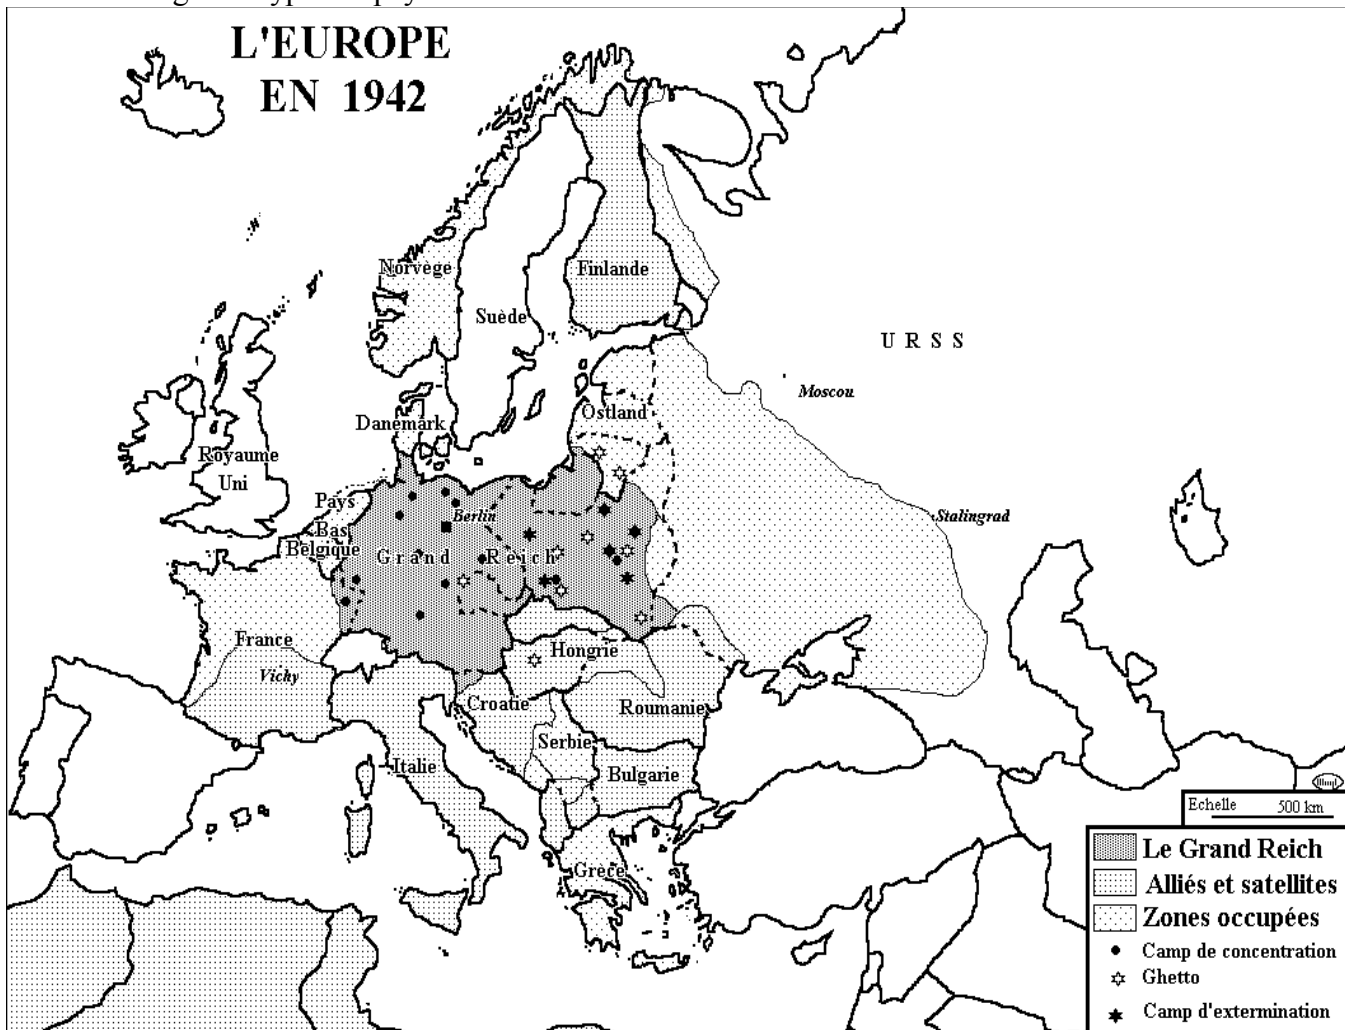 L'EUROPE
EN 1942
Norvège
Finlande
Suède
URSS
Moscou
Danemark
Ostland
Royaume
Uni
Pays
Bas
Belgique
Berlin
Stalingrad
Grand Reich
France
Vichy
Hongrie
Croatie
Roumanie
Serbie
Italie
Bulgarie
Grèce
Echelle 500 km
Le Grand Reich
Alliés et satellites
Zones occupées
Camp de concentration
Ghetto
Camp d'extermination